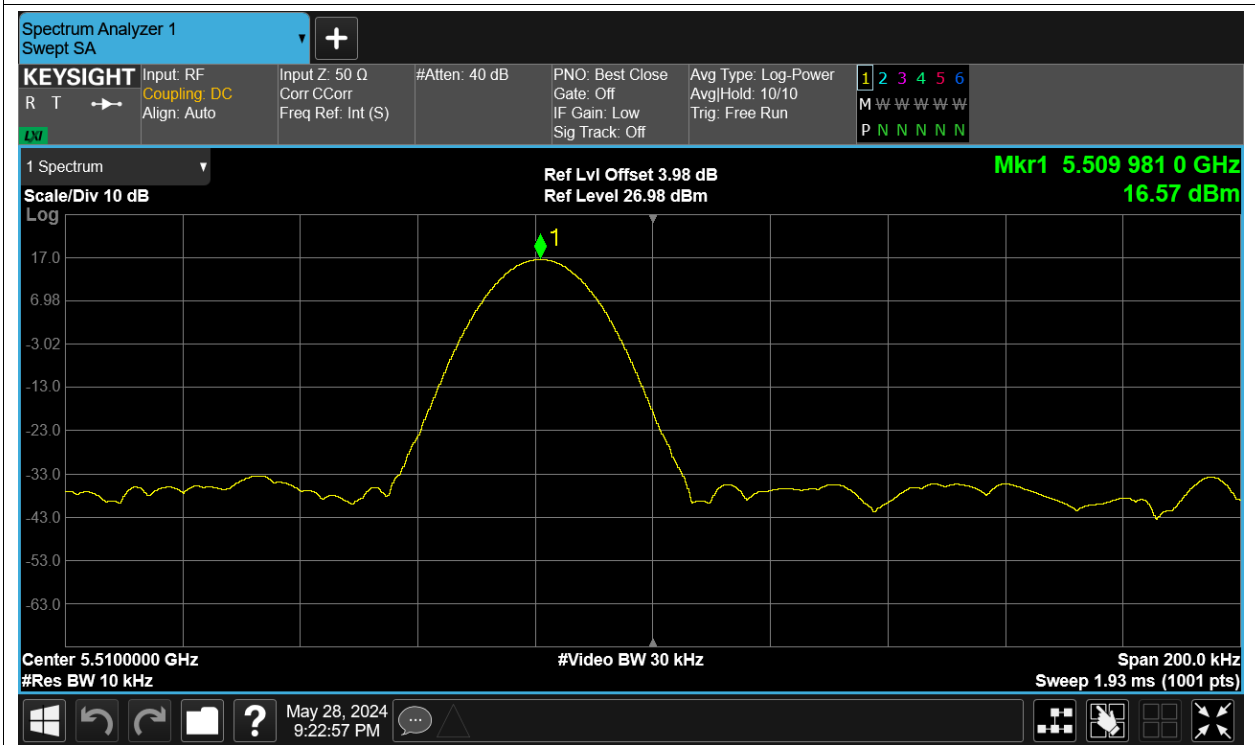 Spectrum Analyzer 1
Swept SA
KEYSIGHT
R T
LXI
Input: RF
Coupling: DC
Align: Auto
Input Z: 50 Ω
Corr CCorr
Freq Ref: Int (S)
#Atten: 40 dB
PNO: Best Close
Gate: Off
IF Gain: Low
Sig Track: Off
Avg Type: Log-Power
Avg|Hold: 10/10
Trig: Free Run
1 2 3 4 5 6
M W W W W W
P N N N N N
1 Spectrum
Scale/Div 10 dB
Ref Lvl Offset 3.98 dB
Ref Level 26.98 dBm
Mkr1 5.509 981 0 GHz
16.57 dBm
Log
1
17.0
6.98
-3.02
-13.0
-23.0
-33.0
-43.0
-53.0
-63.0
Center 5.5100000 GHz
#Video BW 30 kHz
Span 200.0 kHz
#Res BW 10 kHz
Sweep 1.93 ms (1001 pts)
?
May 28, 2024
9:22:57 PM